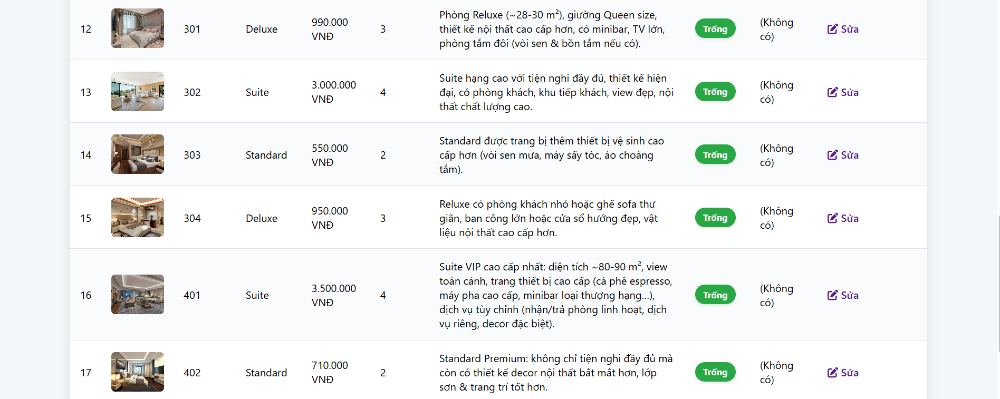 12 301 Deluxe 990.000 VNĐ 3 Phòng Reluxe (~28-30 m²), giường Queen size,
thiết kế nội thất cao cấp hơn, có minibar, TV lớn,
phòng tắm đôi (vòi sen & bồn tắm nếu có). Trống (Không có) Sửa
13 302 Suite 3.000.000 VNĐ 4 Suite hạng cao với tiện nghi đầy đủ, thiết kế hiện
đại, có phòng khách, khu tiếp khách, view đẹp, nội
thất chất lượng cao. Trống (Không có) Sửa
14 303 Standard 550.000 VNĐ 2 Standard được trang bị thêm thiết bị vệ sinh cao
cấp hơn (vòi sen mưa, máy sấy tóc, áo choàng
tắm). Trống (Không có) Sửa
15 304 Deluxe 950.000 VNĐ 3 Reluxe có phòng khách nhỏ hoặc ghế sofa thư
giãn, ban công lớn hoặc cửa sổ hướng đẹp, vật
liệu nội thất cao cấp hơn. Trống (Không có) Sửa
16 401 Suite 3.500.000 VNĐ 4 Suite VIP cao cấp nhất: diện tích ~80-90 m², view
toàn cảnh, trang thiết bị cao cấp (cà phê espresso,
máy pha cao cấp, minibar loại thượng hạng...),
dịch vụ tùy chỉnh (nhận/trả phòng linh hoạt, dịch
vụ riêng, decor đặc biệt). Trống (Không có) Sửa
17 402 Standard 710.000 VNĐ 2 Standard Premium: không chỉ tiện nghi đầy đủ mà
còn có thiết kế decor nội thất bắt mắt hơn, lớp
sơn & trang trí tốt hơn. Trống (Không có) Sửa